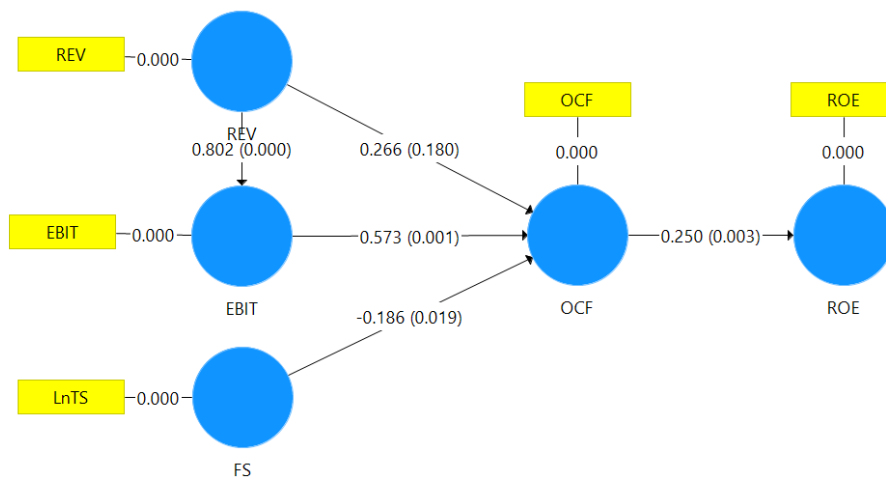 REV
0.000
REV
0.802 (0.000)
0.266 (0.180)
OCF
0.000
ROE
0.000
EBIT
0.000
EBIT
0.573 (0.001)
OCF
0.250 (0.003)
ROE
-0.186 (0.019)
LnTS
0.000
FS